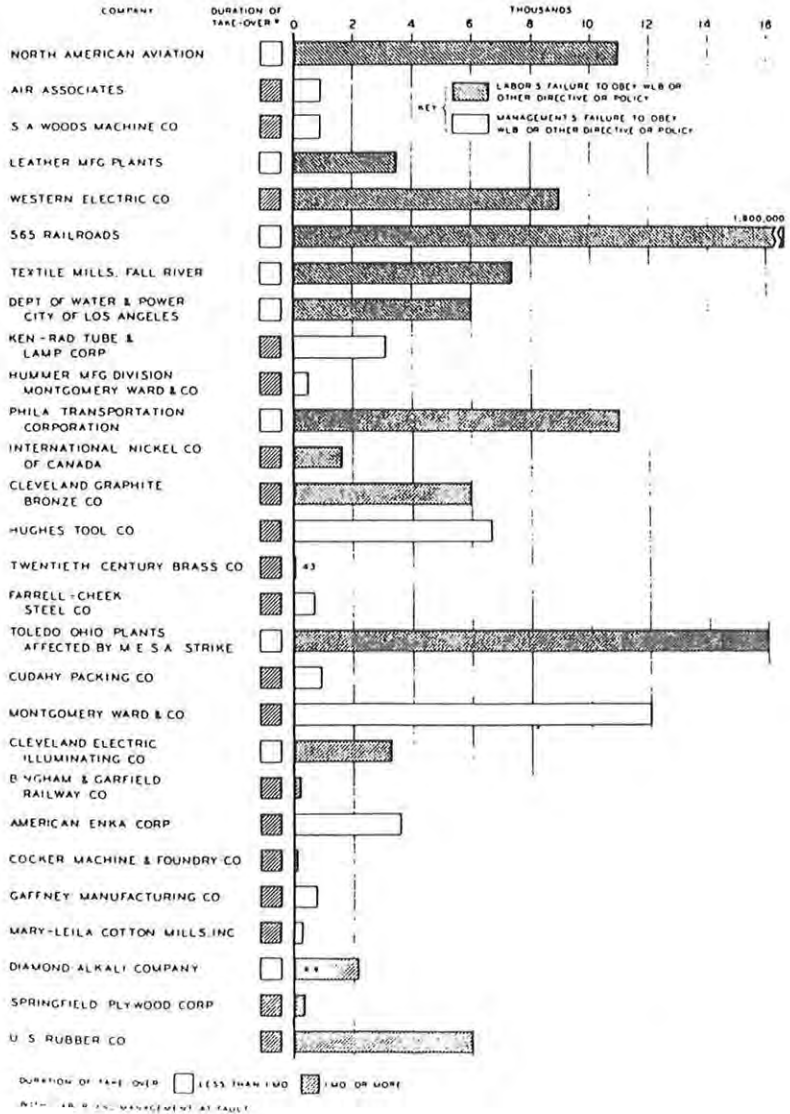 COMPANY
DURATION OF
TAKE-OVER *
THOUSANDS
0 2 4 6 8 10 16
NORTH AMERICAN AVIATION
AIR ASSOCIATES
KEY
LABOR'S FAILURE TO OBEY WLB OR
OTHER DIRECTIVE OR POLICY
MANAGEMENT'S FAILURE TO OBEY
WLB OR OTHER DIRECTIVE OR POLICY
S A WOODS MACHINE CO
LEATHER MFG PLANTS
WESTERN ELECTRIC CO
1,800,000
565 RAILROADS
TEXTILE MILLS, FALL RIVER
DEPT OF WATER & POWER
CITY OF LOS ANGELES
KEN-RAD TUBE &
LAMP CORP
HUMMER MFG DIVISION
MONTGOMERY WARD & CO
PHILA TRANSPORTATION
CORPORATION
INTERNATIONAL NICKEL CO
OF CANADA
CLEVELAND GRAPHITE
BRONZE CO
HUGHES TOOL CO
TWENTIETH CENTURY BRASS CO
43
FARRELL-CHEEK
STEEL CO
TOLEDO OHIO PLANTS
AFFECTED BY M E S A STRIKE
CUDAHY PACKING CO
MONTGOMERY WARD & CO
CLEVELAND ELECTRIC
ILLUMINATING CO
BINGHAM & GARFIELD
RAILWAY CO
AMERICAN ENKA CORP
COCKER MACHINE & FOUNDRY CO
GAFFNEY MANUFACTURING CO
MARY-LEILA COTTON MILLS, INC
DIAMOND ALKALI COMPANY
**
SPRINGFIELD PLYWOOD CORP
U S RUBBER CO
DURATION OF TAKE OVER LESS THAN 1 MO 1 MO OR MORE
MANAGEMENT AT FAULT